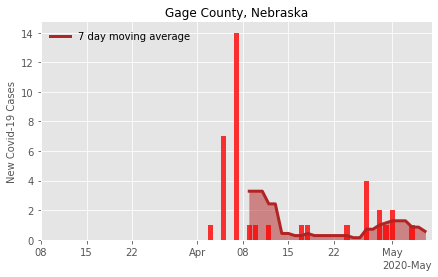 Gage County, Nebraska
7 day moving average
New Covid-19 Cases
14
12
10
8
6
4
2
0
08
15
22
Apr
08
15
22
May
2020-May